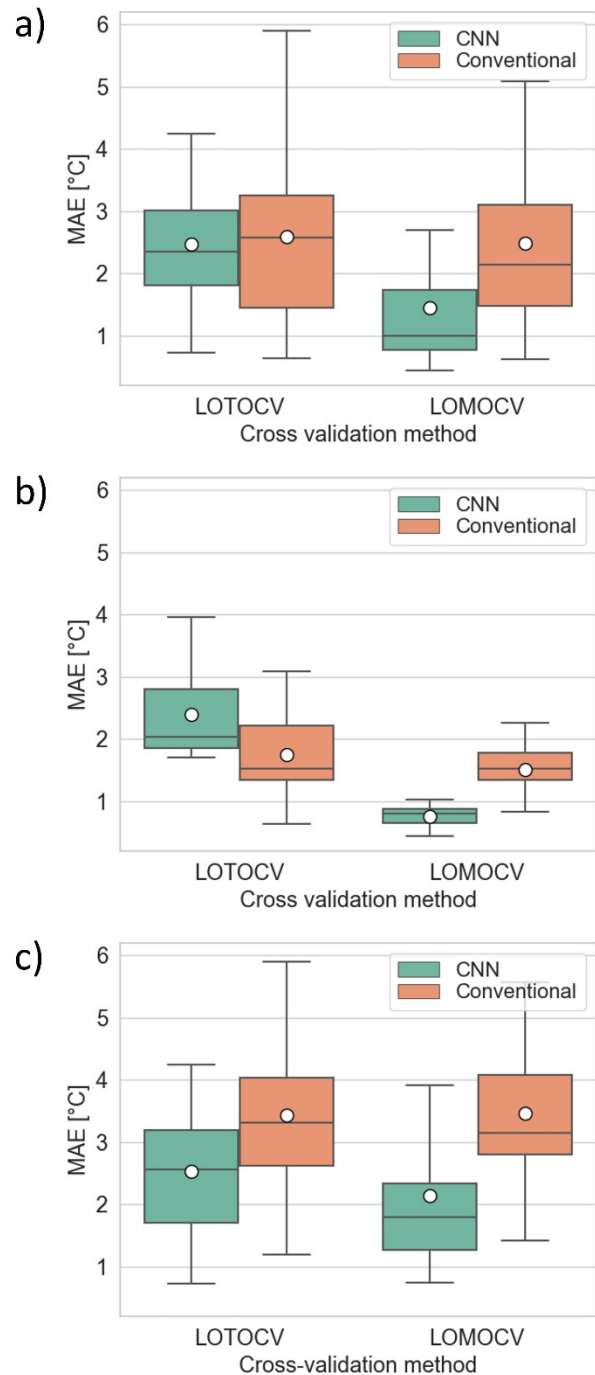 a)
6
5
4
3
2
1
MAE [°C]
CNN
Conventional
LOTOCV LOMOCV
Cross validation method
b)
6
5
4
3
2
1
MAE [°C]
CNN
Conventional
LOTOCV LOMOCV
Cross validation method
c)
6
5
4
3
2
1
MAE [°C]
CNN
Conventional
LOTOCV LOMOCV
Cross-validation method